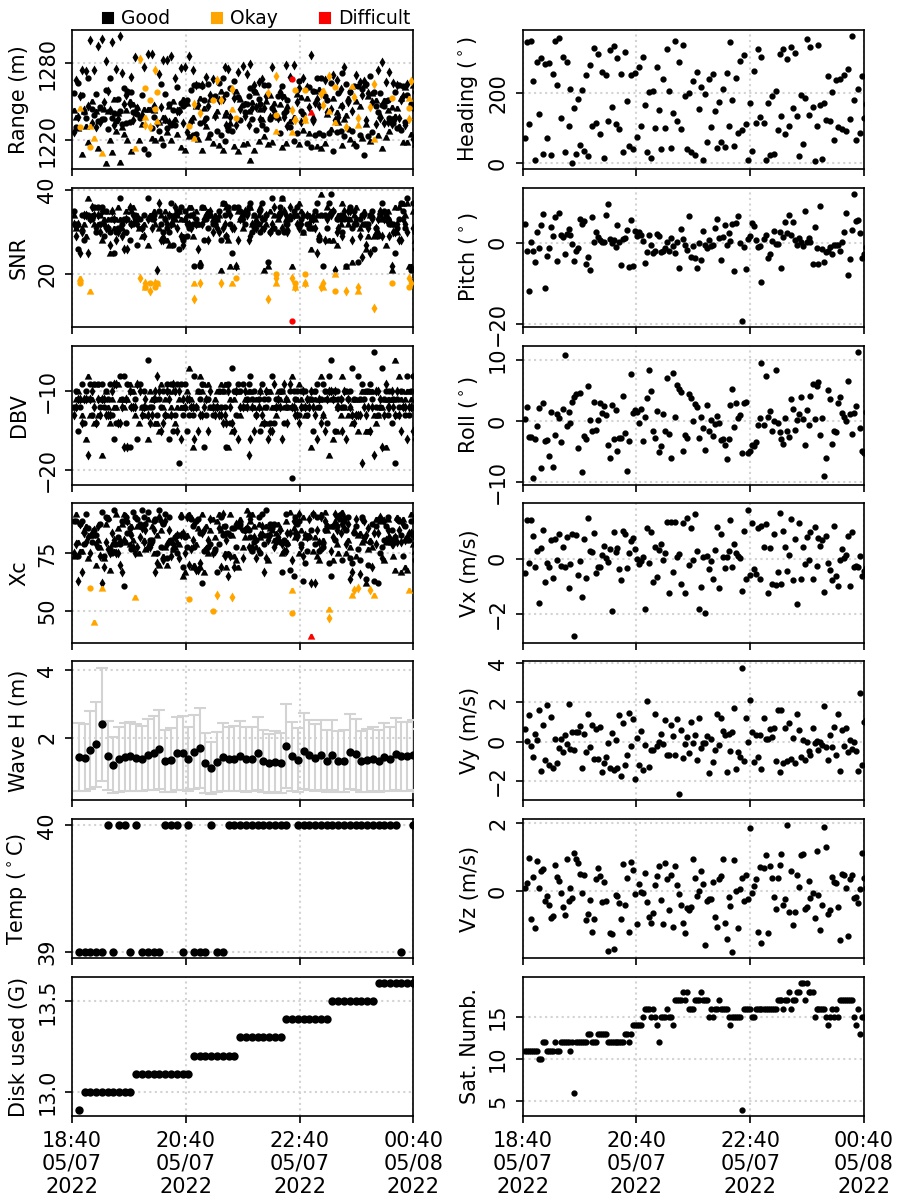 Good Okay Difficult
Range (m)
1280
1220
Heading (°)
200
0
SNR
40
20
Pitch (°)
0
−20
DBV
−10
−20
Roll (°)
10
0
−10
Xc
75
50
Vx (m/s)
0
−2
Wave H (m)
4
2
Vy (m/s)
4
2
0
−2
Temp (°C)
40
39
Vz (m/s)
2
0
Disk used (G)
13.5
13.0
Sat. Numb.
15
10
5
18:40 20:40 22:40 00:40 18:40 20:40 22:40 00:40
05/07 05/07 05/07 05/08 05/07 05/07 05/07 05/08
2022 2022 2022 2022 2022 2022 2022 2022